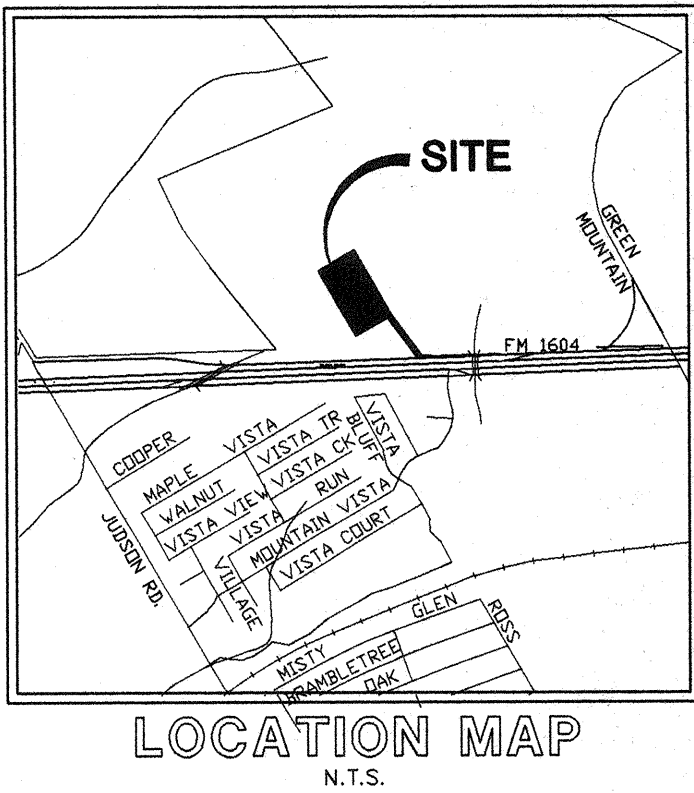 SITE
GREEN
MOUNTAIN
FM 1604
COOPER
MAPLE VISTA
WALNUT
VISTA VIEW
VISTA TR
VISTA CK
VISTA RUN
VISTA
BLUFF
MOUNTAIN VISTA
VISTA COURT
VILLAGE
JUDSON RD.
MISTY GLEN
ROSS
BRAMBLETREE
OAK
LOCATION MAP
N.T.S.